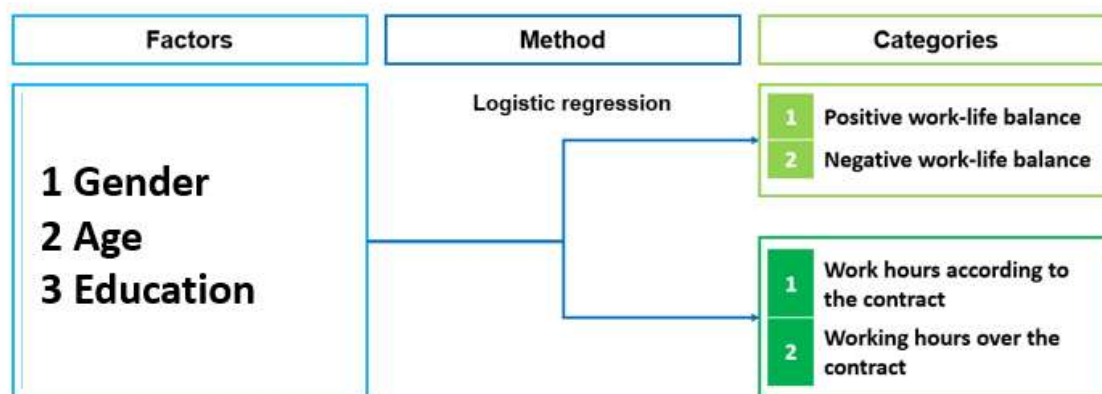 Factors
Method
Categories
1 Gender
2 Age
3 Education
Logistic regression
1 Positive work-life balance
2 Negative work-life balance
1 Work hours according to
the contract
2 Working hours over the
contract